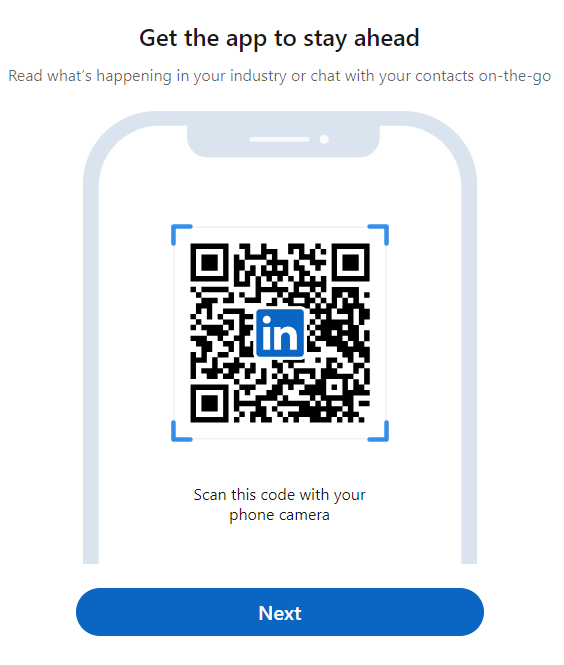 Get the app to stay ahead
Read what’s happening in your industry or chat with your contacts on-the-go
in
Scan this code with your
phone camera
Next